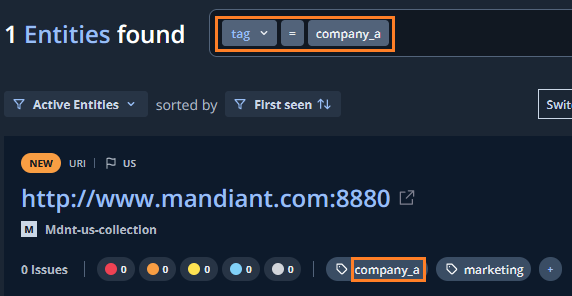 1 Entities found
tag = company_a
Active Entities sorted by First seen
Switc
NEW URI US
http://www.mandiant.com:8880
M Mdnt-us-collection
0 Issues 0 0 0 0 0 company_a marketing +